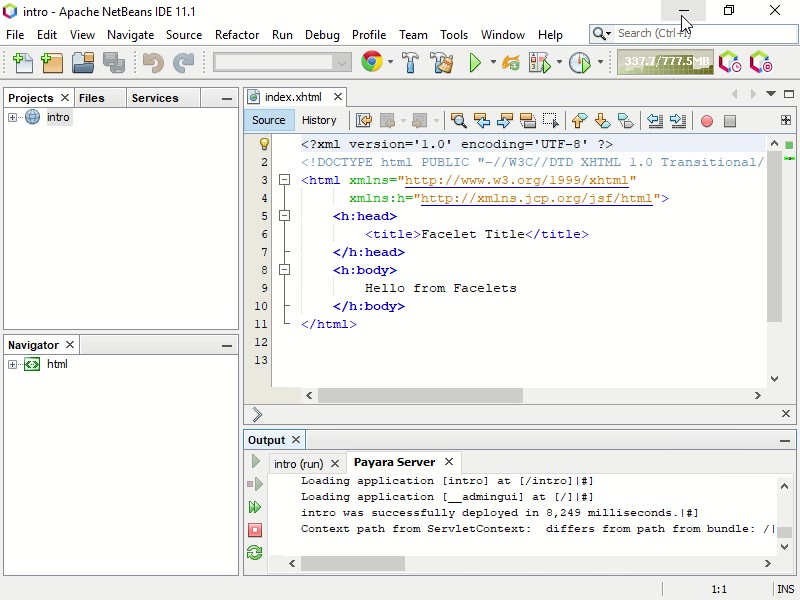 intro - Apache NetBeans IDE 11.1
File Edit View Navigate Source Refactor Run Debug Profile Team Tools Window Help
Search (Ctrl+I)
337.7/777.5MB
Projects
Files
Services
intro
index.xhtml
Source
History
1 <?xml version='1.0' encoding='UTF-8' ?>
2 <!DOCTYPE html PUBLIC "-//W3C//DTD XHTML 1.0 Transitional/
3 <html xmlns="http://www.w3.org/1999/xhtml"
4 xmlns:h="http://xmlns.jcp.org/jsf/html">
5 <h:head>
6 <title>Facelet Title</title>
7 </h:head>
8 <h:body>
9 Hello from Facelets
10 </h:body>
11 </html>
12
13
Navigator
html
Output
intro (run)
Payara Server
Loading application [intro] at [/intro]|#]
Loading application [__admingui] at [/]|#]
intro was successfully deployed in 8,249 milliseconds.|#]
Context path from ServletContext:  differs from path from bundle: /|
1:1
INS